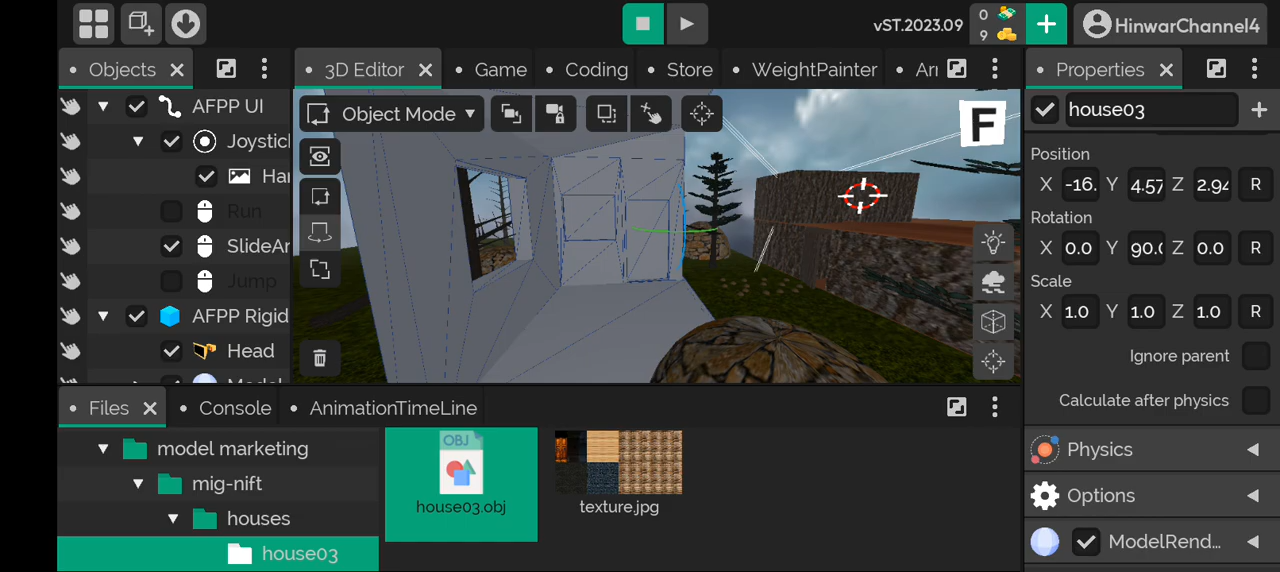 vST.2023.09
0
9
HinwarChannel4
Objects
3D Editor
Game
Coding
Store
WeightPainter
Properties
AFPP UI
Joystic
Har
Run
SlideAr
Jump
AFPP Rigid
Head
Model
Object Mode
F
house03
Position
X -16. Y 4.57 Z 2.94 R
Rotation
X 0.0 Y 90.0 Z 0.0 R
Scale
X 1.0 Y 1.0 Z 1.0 R
Ignore parent
Calculate after physics
Physics
Options
ModelRend...
Files
Console
AnimationTimeLine
model marketing
mig-nift
houses
house03
OBJ
house03.obj
texture.jpg